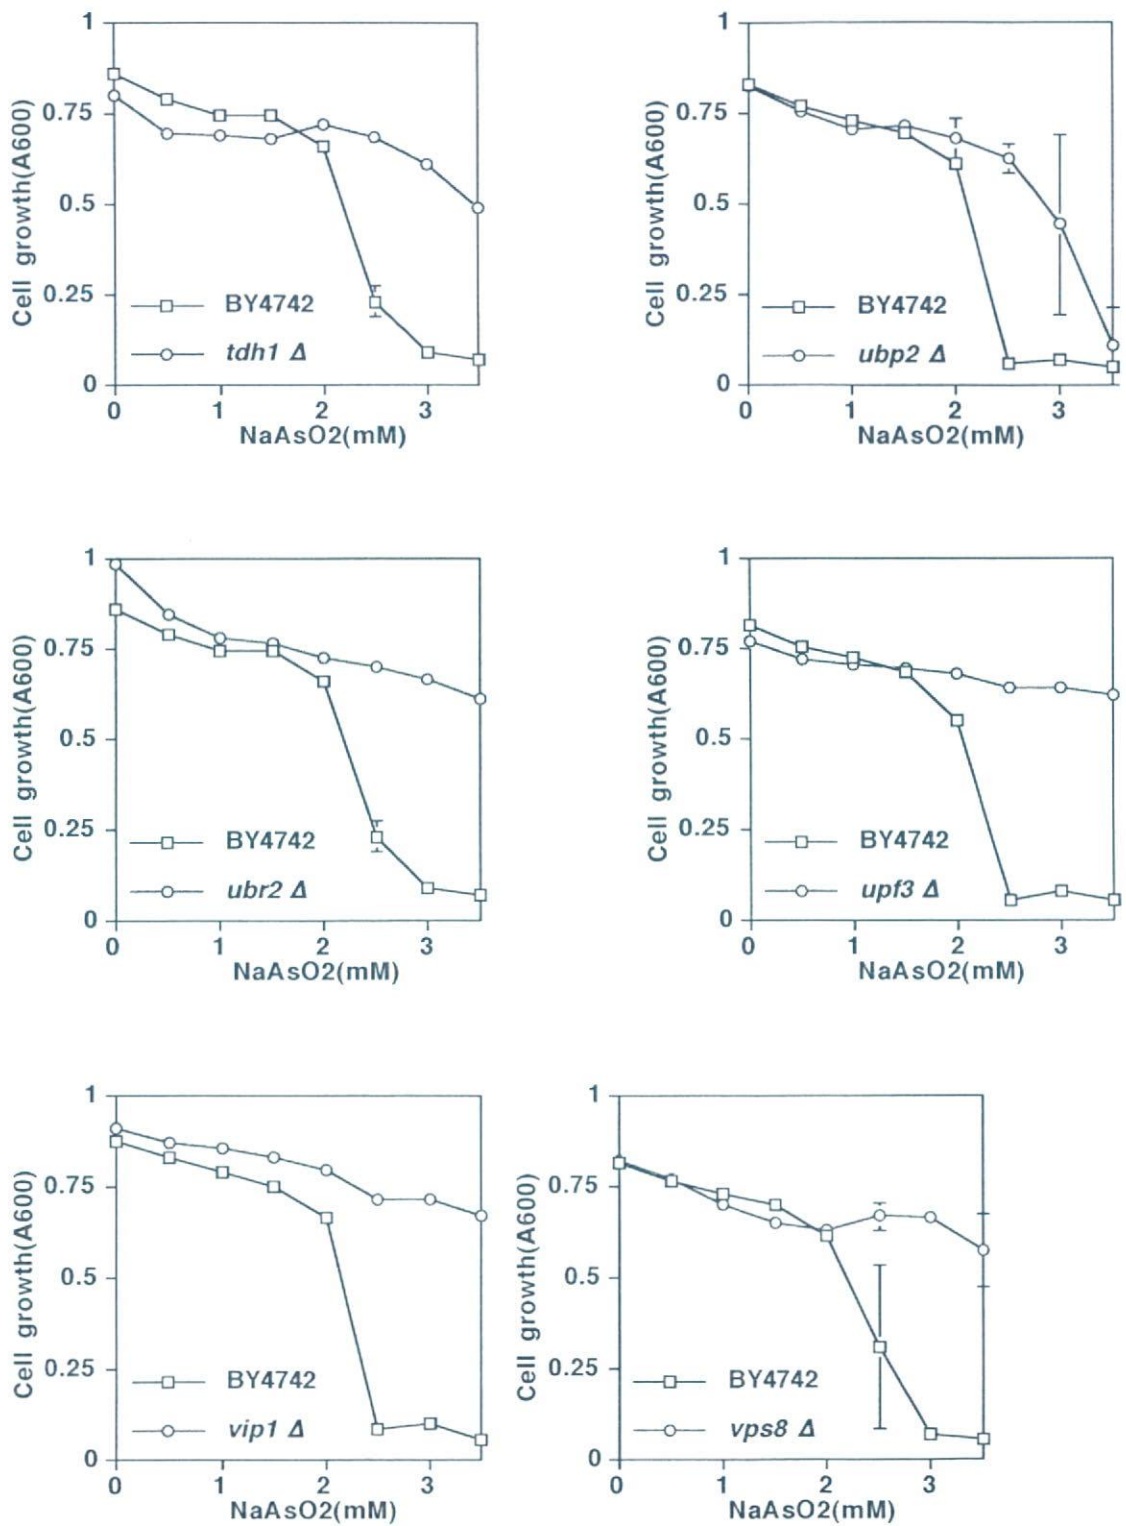 1
0.75
0.5
0.25
0
Cell growth(A600)
BY4742
tdh1 Δ
0 1 2 3
NaAsO2(mM)
1
0.75
0.5
0.25
0
Cell growth(A600)
BY4742
ubp2 Δ
0 1 2 3
NaAsO2(mM)
1
0.75
0.5
0.25
0
Cell growth(A600)
BY4742
ubr2 Δ
0 1 2 3
NaAsO2(mM)
1
0.75
0.5
0.25
0
Cell growth(A600)
BY4742
upf3 Δ
0 1 2 3
NaAsO2(mM)
1
0.75
0.5
0.25
0
Cell growth(A600)
BY4742
vip1 Δ
0 1 2 3
NaAsO2(mM)
1
0.75
0.5
0.25
0
Cell growth(A600)
BY4742
vps8 Δ
0 1 2 3
NaAsO2(mM)